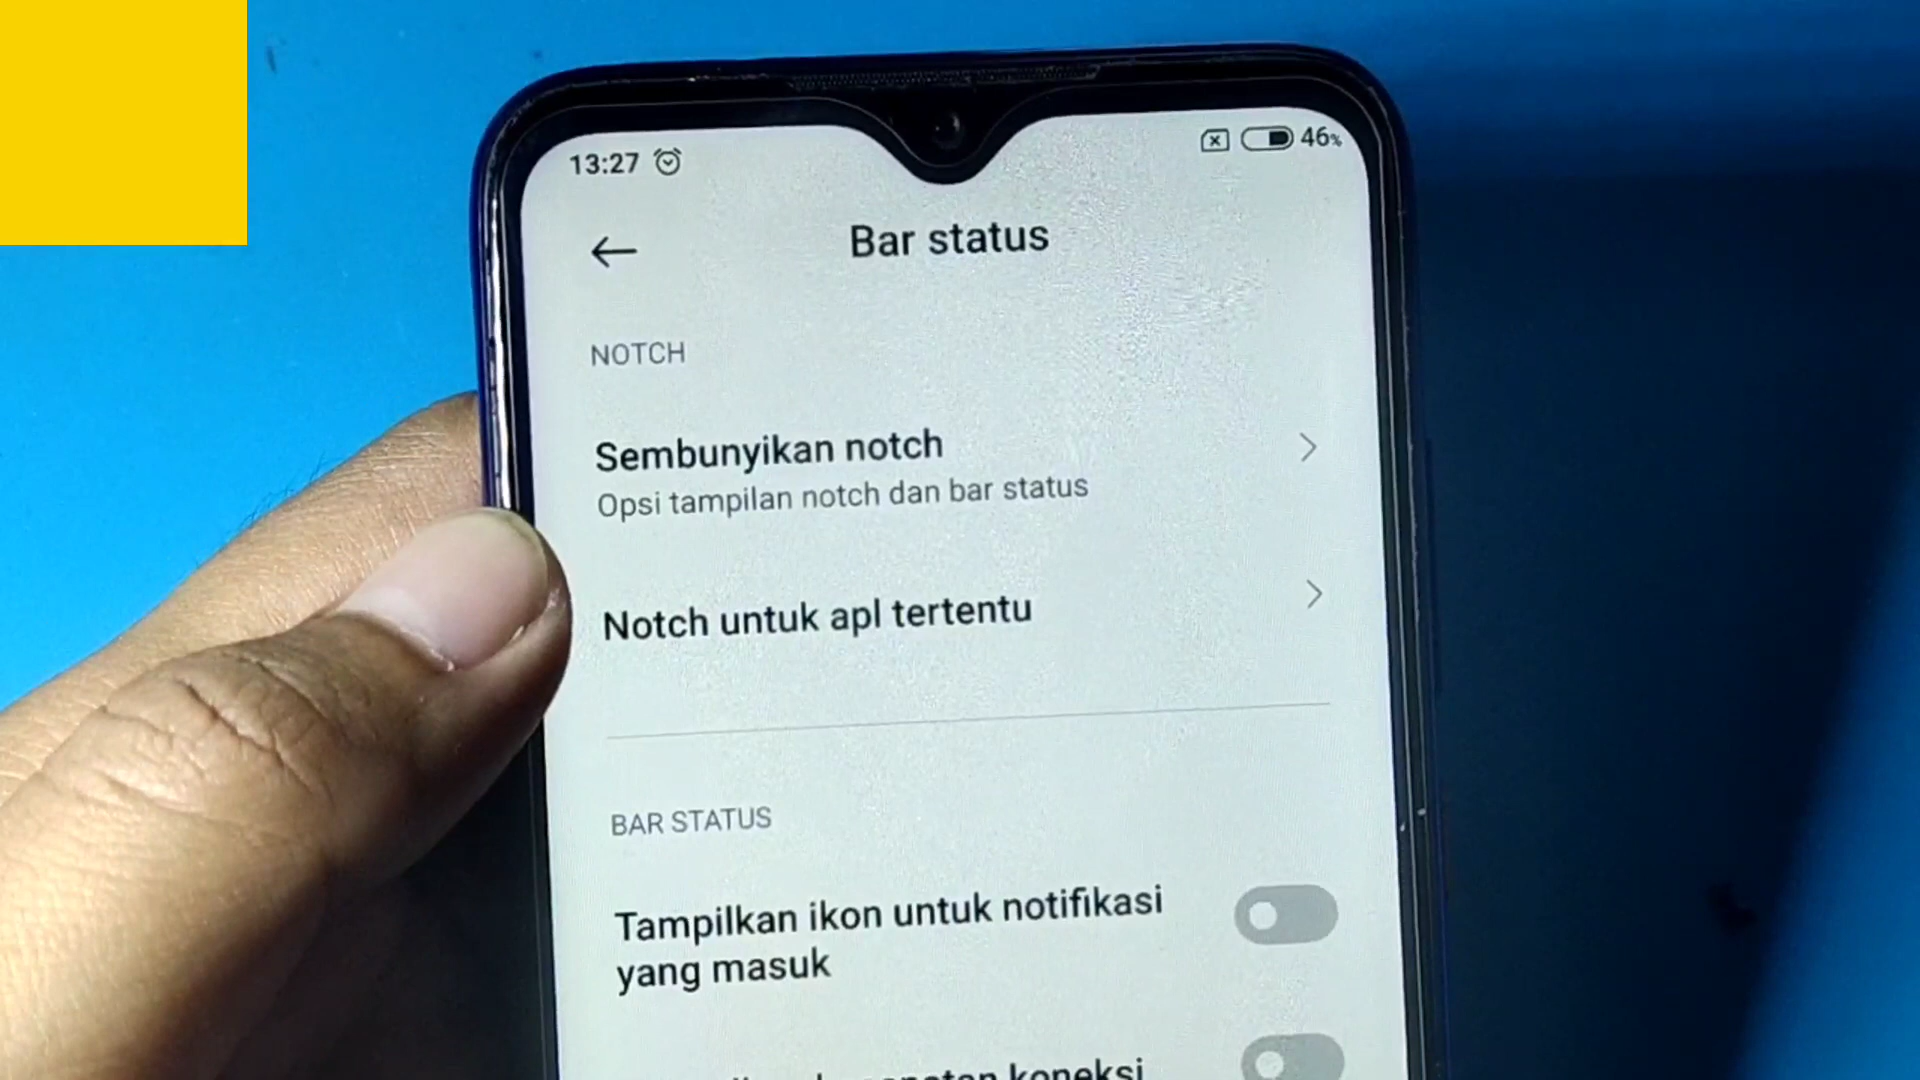 13:27 46%
Bar status
NOTCH
Sembunyikan notch
Opsi tampilan notch dan bar status
Notch untuk apl tertentu
BAR STATUS
Tampilkan ikon untuk notifikasi
yang masuk
koneksi